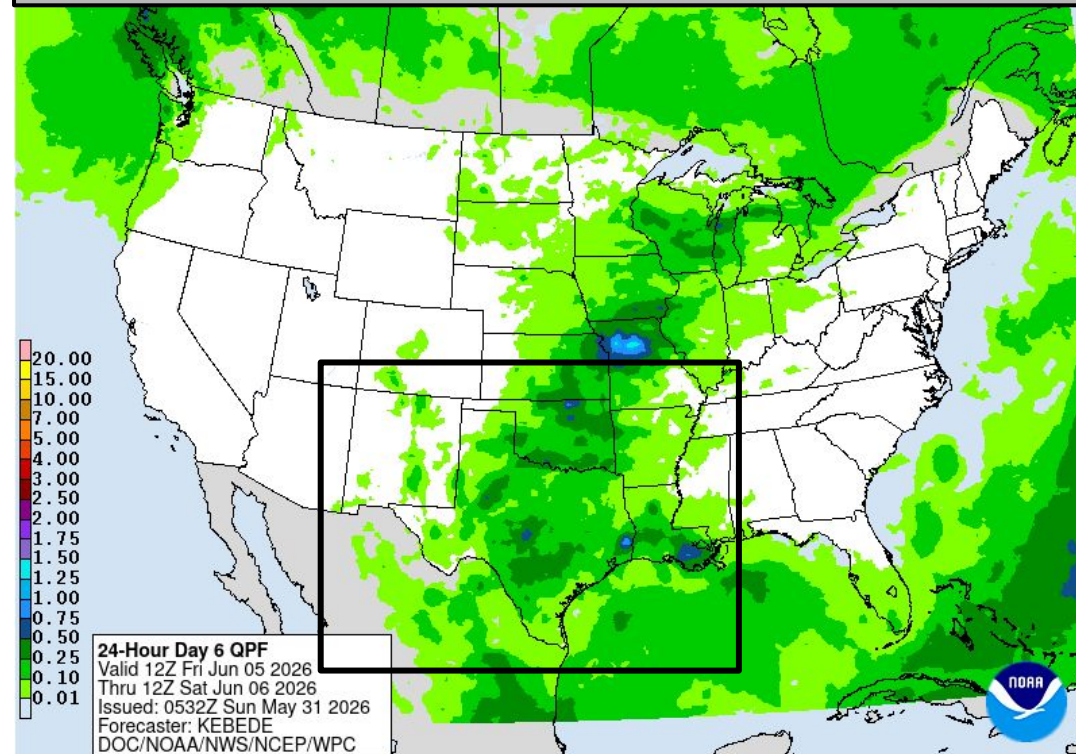 20.00
15.00
10.00
7.00
5.00
4.00
3.00
2.50
2.00
1.75
1.50
1.25
1.00
0.75
0.50
0.25
0.10
0.01
24-Hour Day 6 QPF
Valid 12Z Fri Jun 05 2026
Thru 12Z Sat Jun 06 2026
Issued: 0532Z Sun May 31 2026
Forecaster: KEBEDE
DOC/NOAA/NWS/NCEP/WPC
NOAA